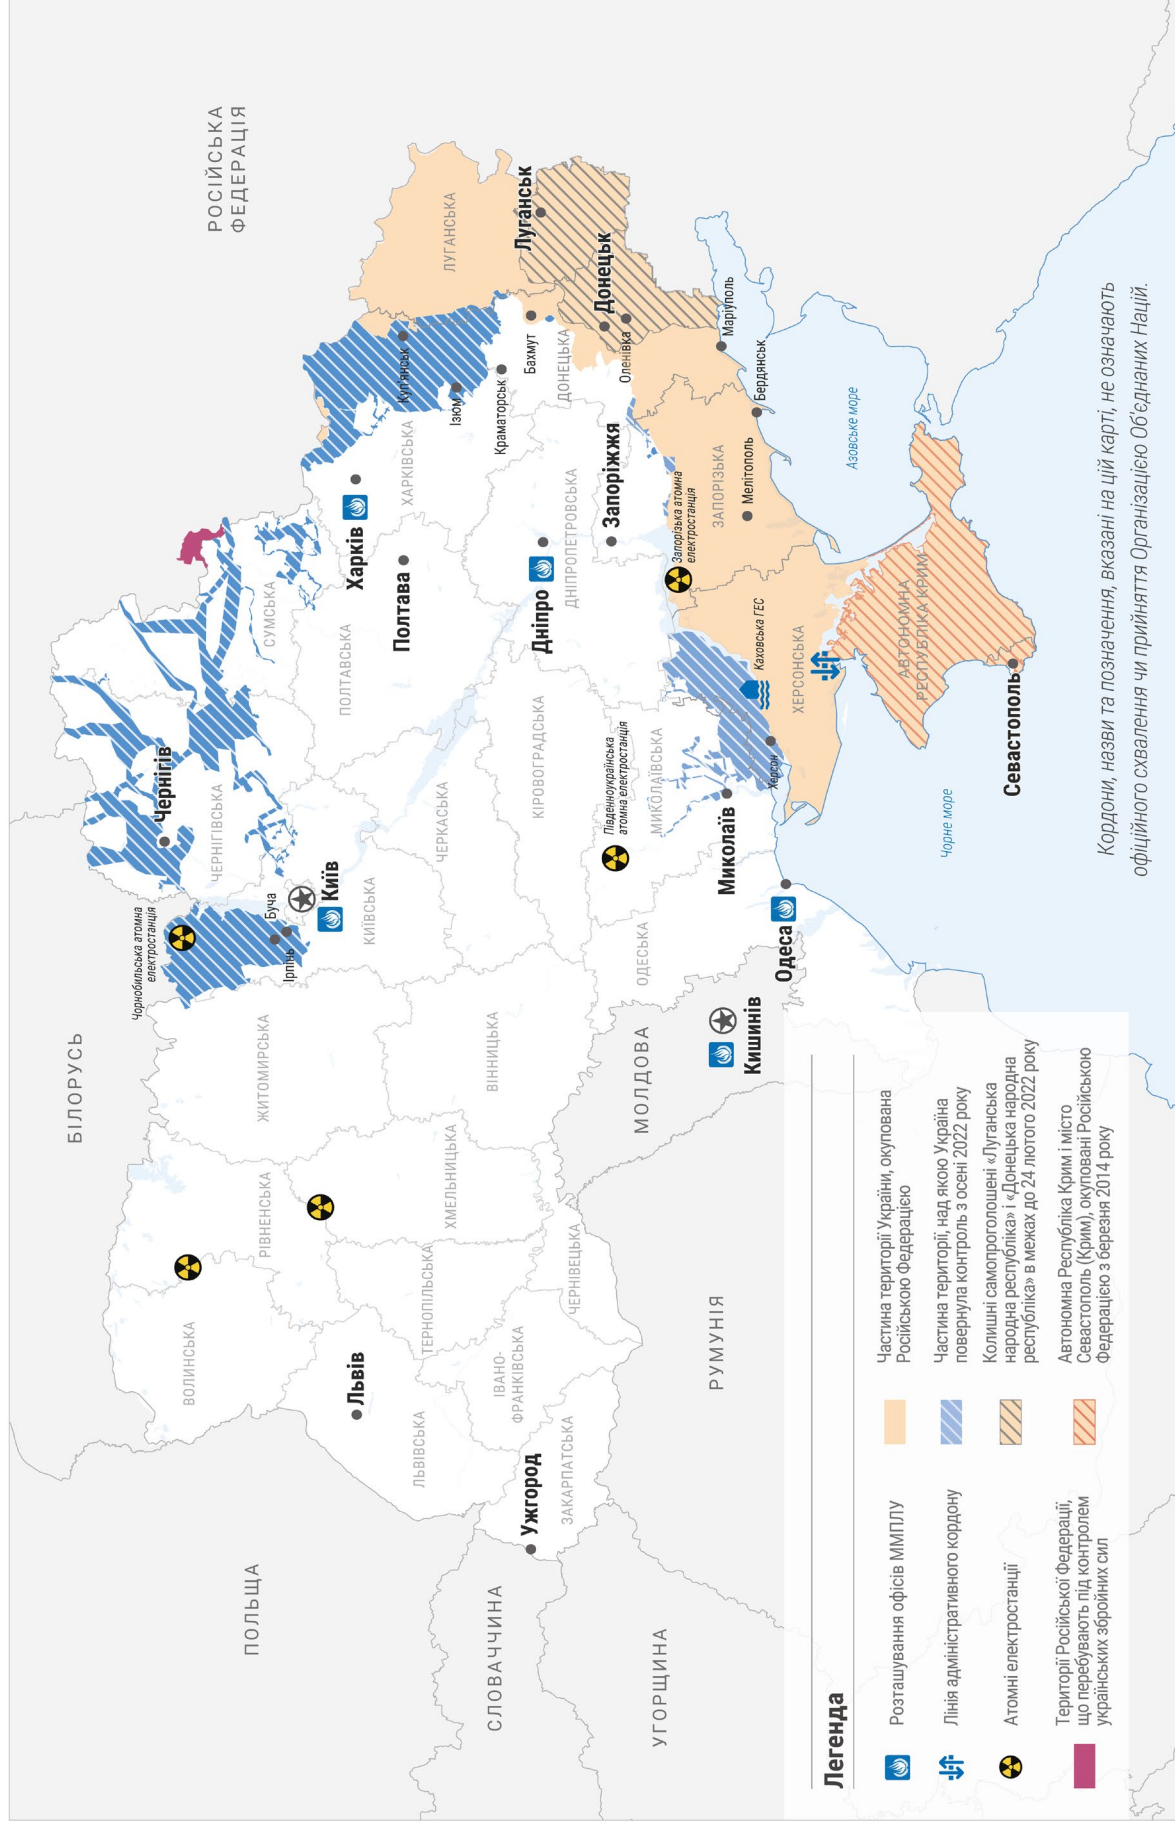 РОСІЙСЬКА
ФЕДЕРАЦІЯ
БІЛОРУСЬ
ПОЛЬЩА
СЛОВАЧЧИНА
УГОРЩИНА
РУМУНІЯ
МОЛДОВА
Чорнобильська атомна
електростанція
Чернігів
ЧЕРНІГІВСЬКА
СУМСЬКА
Буча
Ірпінь
Київ
КИЇВСЬКА
ЖИТОМИРСЬКА
РІВНЕНСЬКА
ВОЛИНСЬКА
Львів
ЛЬВІВСЬКА
ТЕРНОПІЛЬСЬКА
ХМЕЛЬНИЦЬКА
ВІННИЦЬКА
ІВАНО-
ФРАНКІВСЬКА
ЧЕРНІВЕЦЬКА
ЗАКАРПАТСЬКА
Ужгород
ЧЕРКАСЬКА
ПОЛТАВСЬКА
Полтава
Харків
ХАРКІВСЬКА
Куп'янськ
Ізюм
Краматорськ
Бахмут
ЛУГАНСЬКА
Луганськ
Донецьк
ДОНЕЦЬКА
Оленівка
Маріуполь
Бердянськ
Дніпро
ДНІПРОПЕТРОВСЬКА
Запоріжжя
Запорізька атомна
електростанція
ЗАПОРІЗЬКА
Мелітополь
КІРОВОГРАДСЬКА
Південноукраїнська
атомна електростанція
МИКОЛАЇВСЬКА
Миколаїв
ОДЕСЬКА
Одеса
Кишинів
Херсон
Каховська ГЕС
ХЕРСОНСЬКА
АВТОНОМНА
РЕСПУБЛІКА КРИМ
Севастополь
Азовське море
Чорне море
Легенда
Розташування офісів ММПЛУ
Лінія адміністративного кордону
Атомні електростанції
Території Російської Федерації,
що перебувають під контролем
українських збройних сил
Частина території України, окупована
Російською Федерацією
Частина території, над якою Україна
повернула контроль з осені 2022 року
Колишні самопроголошені «Луганська
народна республіка» і «Донецька народна
республіка» в межах до 24 лютого 2022 року
Автономна Республіка Крим і місто
Севастополь (Крим), окуповані Російською
Федерацією з березня 2014 року
Кордони, назви та позначення, вказані на цій карті, не означають
офіційного схвалення чи прийняття Організацією Об'єднаних Націй.